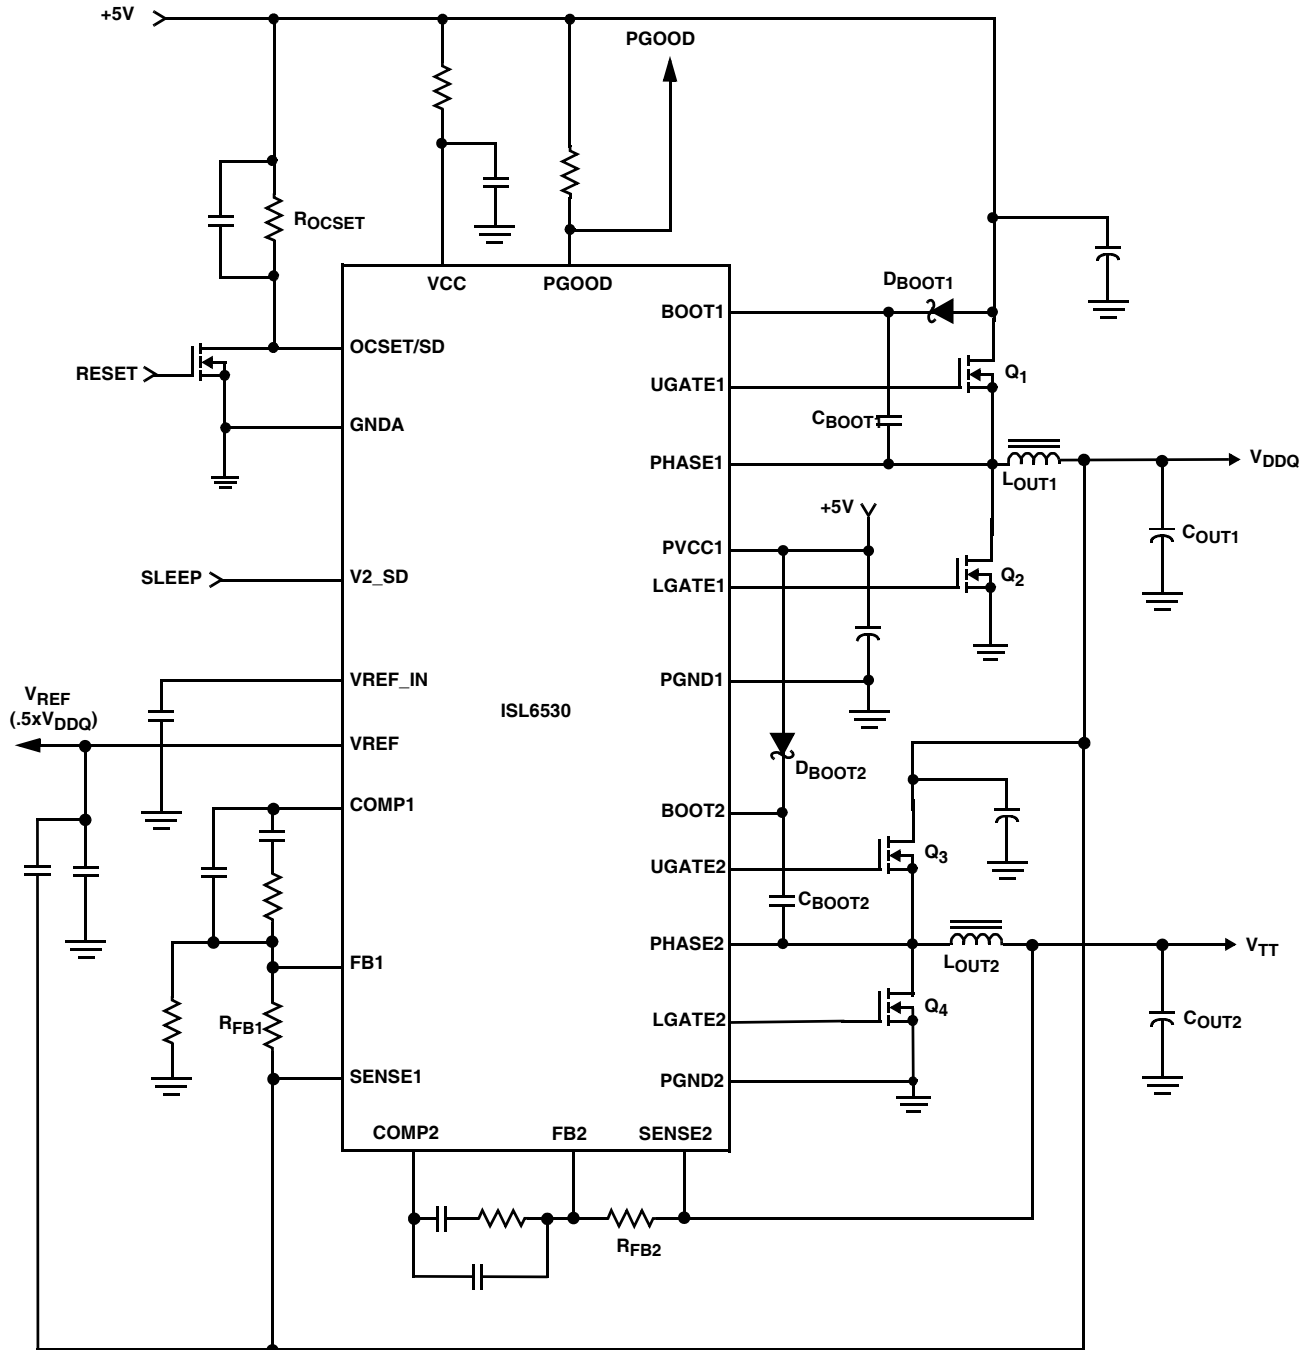 +5V
PGOOD
ROCSET
VCC
PGOOD
DBOOT1
BOOT1
OCSET/SD
RESET
Q1
UGATE1
CBOOT1
GNDA
PHASE1
VDDQ
LOUT1
+5V
COUT1
PVCC1
SLEEP
V2_SD
LGATE1
Q2
VREF_IN
PGND1
VREF
(.5xVDDQ)
ISL6530
VREF
DBOOT2
COMP1
BOOT2
Q3
UGATE2
CBOOT2
PHASE2
VTT
FB1
LOUT2
Q4
RFB1
LGATE2
COUT2
SENSE1
PGND2
COMP2
FB2
SENSE2
RFB2